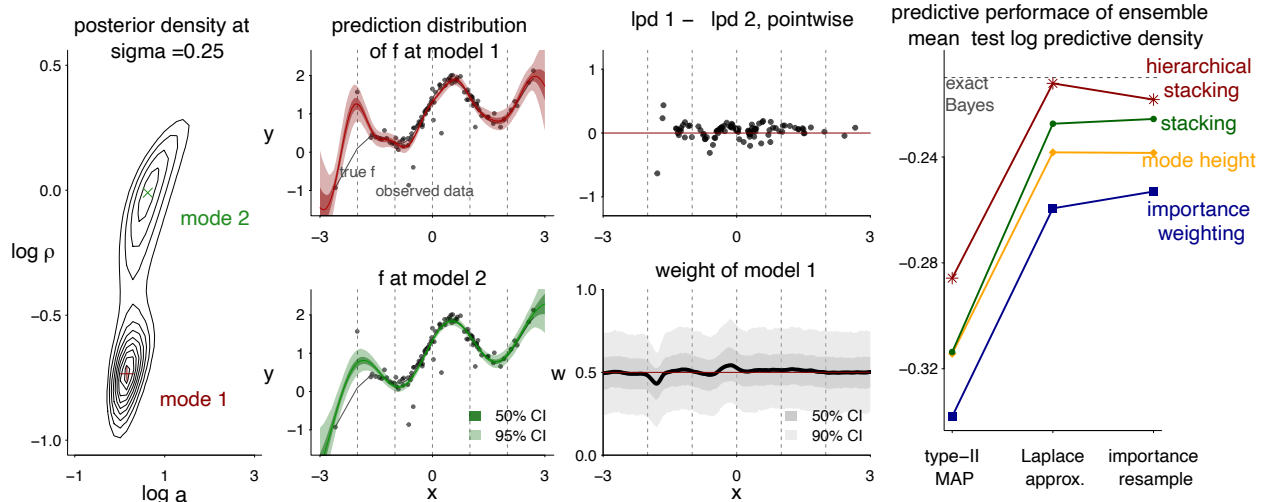 posterior density at
sigma =0.25
0.5
0.0
−0.5
−1.0
log ρ
mode 2
mode 1
−1
1
3
log a
prediction distribution
of f at model 1
2
1
0
−1
y
true f
observed data
−3
0
3
f at model 2
2
1
0
−1
y
50% CI
95% CI
−3
0
3
x
lpd 1 −   lpd 2, pointwise
1
0
−1
−3
0
3
weight of model 1
1.0
0.5
0.0
w
50% CI
90% CI
−3
0
3
x
predictive performace of ensemble
mean  test log predictive density
exact
Bayes
hierarchical
stacking
stacking
mode height
importance
weighting
−0.24
−0.28
−0.32
type−II
MAP
Laplace
approx.
importance
resample